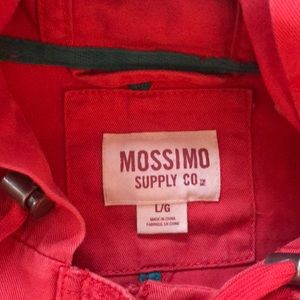 MOSSIMO
SUPPLY CO.
L/G
MADE IN CHINA
FABRIQUÉ EN CHINE